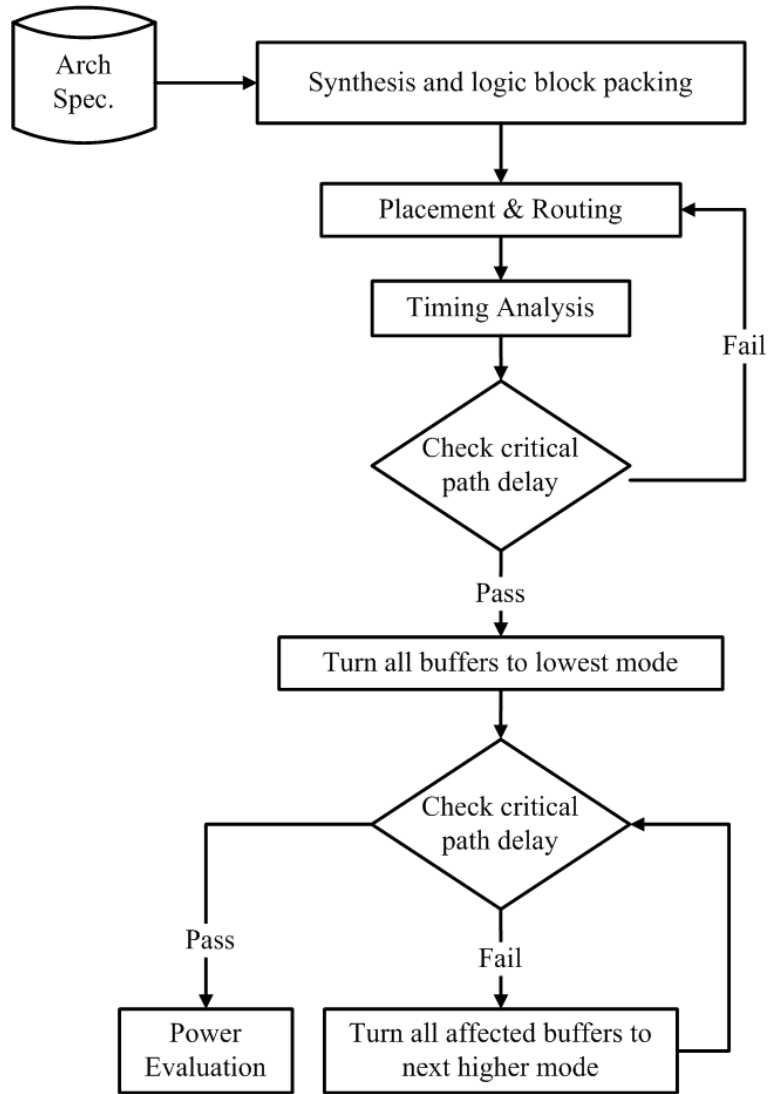 Arch
Spec.
Synthesis and logic block packing
Placement & Routing
Timing Analysis
Fail
Check critical
path delay
Pass
Turn all buffers to lowest mode
Check critical
path delay
Pass
Fail
Power
Evaluation
Turn all affected buffers to
next higher mode